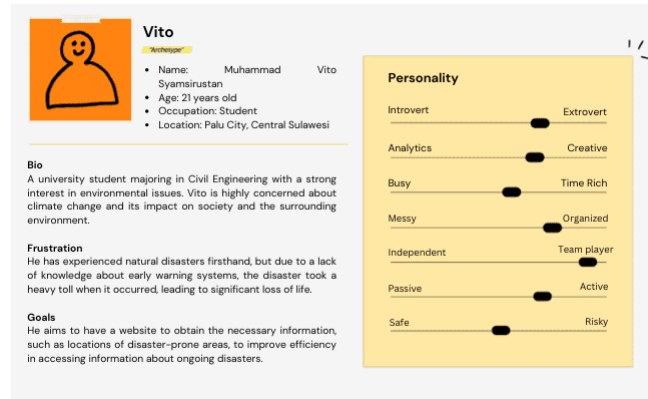 Vito
"Archetype"
• Name: Muhammad Vito
Syamsirustan
• Age: 21 years old
• Occupation: Student
• Location: Palu City, Central Sulawesi
Bio
A university student majoring in Civil Engineering with a strong
interest in environmental issues. Vito is highly concerned about
climate change and its impact on society and the surrounding
environment.
Frustration
He has experienced natural disasters firsthand, but due to a lack
of knowledge about early warning systems, the disaster took a
heavy toll when it occurred, leading to significant loss of life.
Goals
He aims to have a website to obtain the necessary information,
such as locations of disaster-prone areas, to improve efficiency
in accessing information about ongoing disasters.
Personality
Introvert Extrovert
Analytics Creative
Busy Time Rich
Messy Organized
Independent Team player
Passive Active
Safe Risky